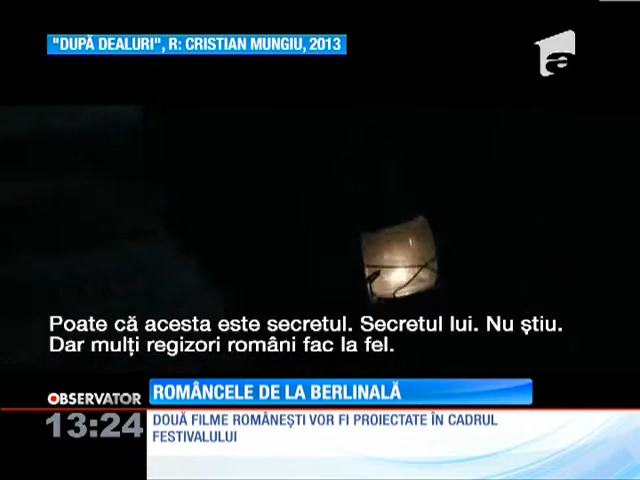 "DUPĂ DEALURI", R: CRISTIAN MUNGIU, 2013
Poate că acesta este secretul. Secretul lui. Nu știu.
Dar mulți regizori români fac la fel.
OBSERVATOR
ROMÂNCELE DE LA BERLINALĂ
13:24
DOUĂ FILME ROMÂNEȘTI VOR FI PROIECTATE ÎN CADRUL
FESTIVALULUI